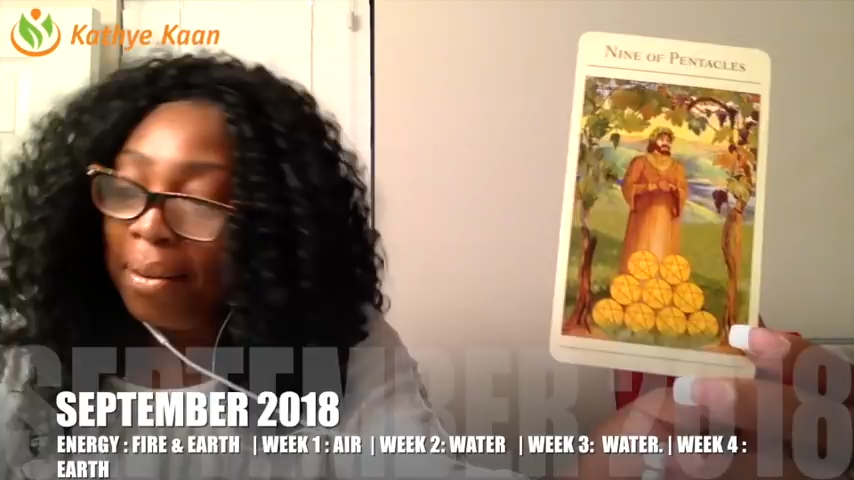 Kathye Kaan
NINE OF PENTACLES
SEPTEMBER 2018
SEPTEMBER 2018
ENERGY : FIRE & EARTH | WEEK 1 : AIR | WEEK 2: WATER | WEEK 3: WATER. | WEEK 4 :
EARTH